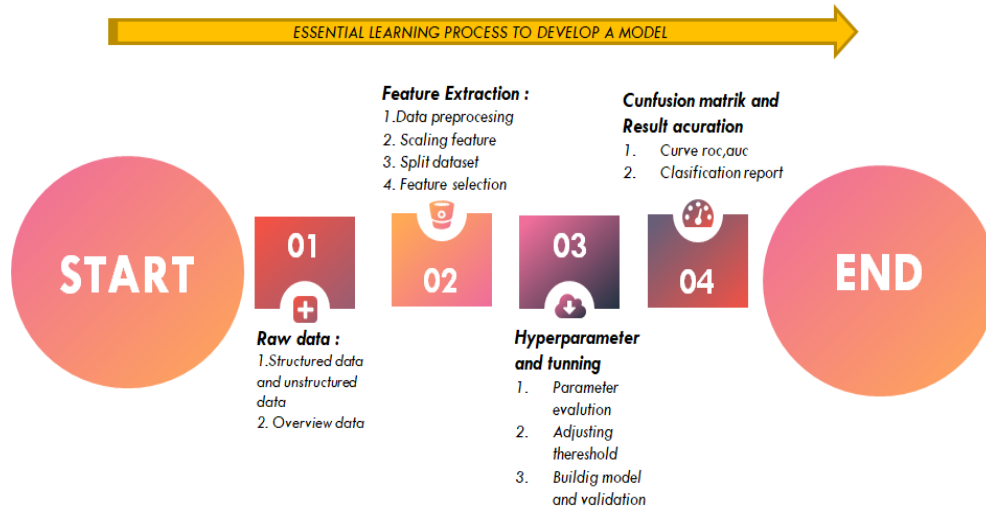 ESSENTIAL LEARNING PROCESS TO DEVELOP A MODEL
START
01
Raw data :
1.Structured data
and unstructured
data
2. Overview data
Feature Extraction :
1.Data preprocesing
2. Scaling feature
3. Split dataset
4. Feature selection
02
03
Hyperparameter
and tunning
1. Parameter
evalution
2. Adjusting
thereshold
3. Buildig model
and validation
Cunfusion matrik and
Result acuration
1. Curve roc,auc
2. Clasification report
04
END